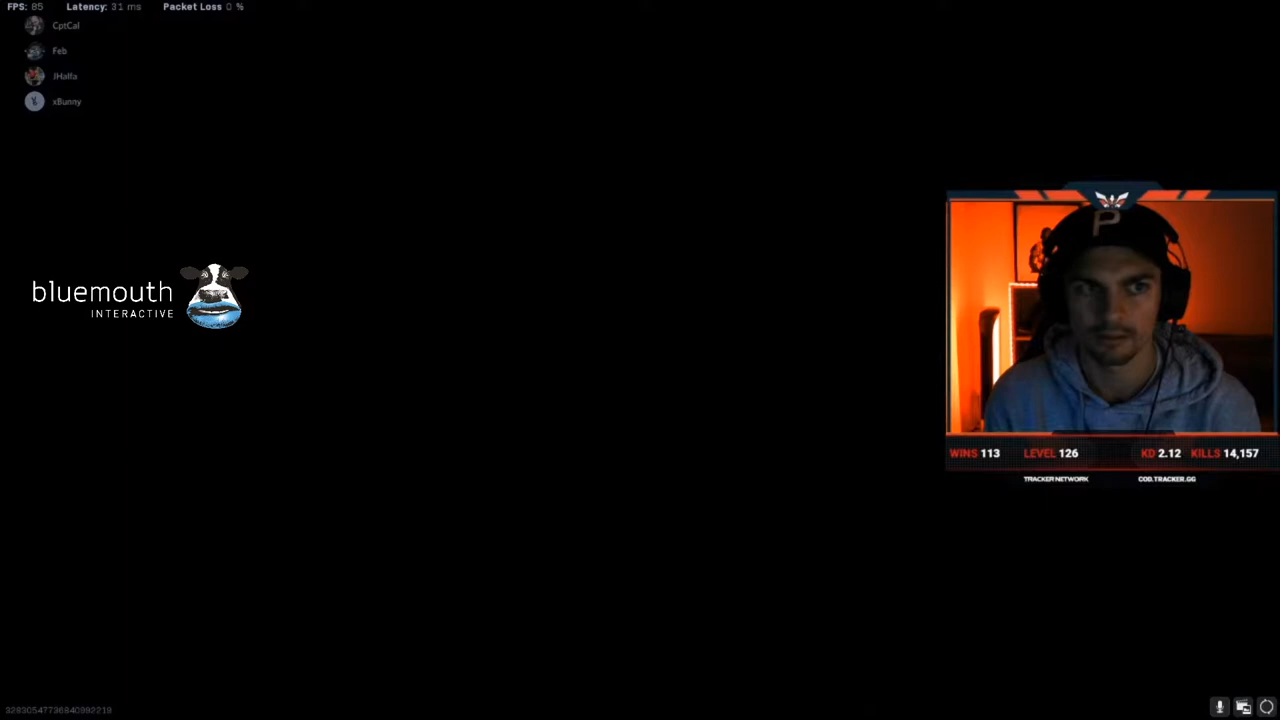 FPS: 85 Latency: 31 ms Packet Loss 0 %
CptCal
Feb
JHalfa
xBunny
bluemouth
INTERACTIVE
P
WINS 113 LEVEL 126 KD 2.12 KILLS 14,157
TRACKER NETWORK COD.TRACKER.GG